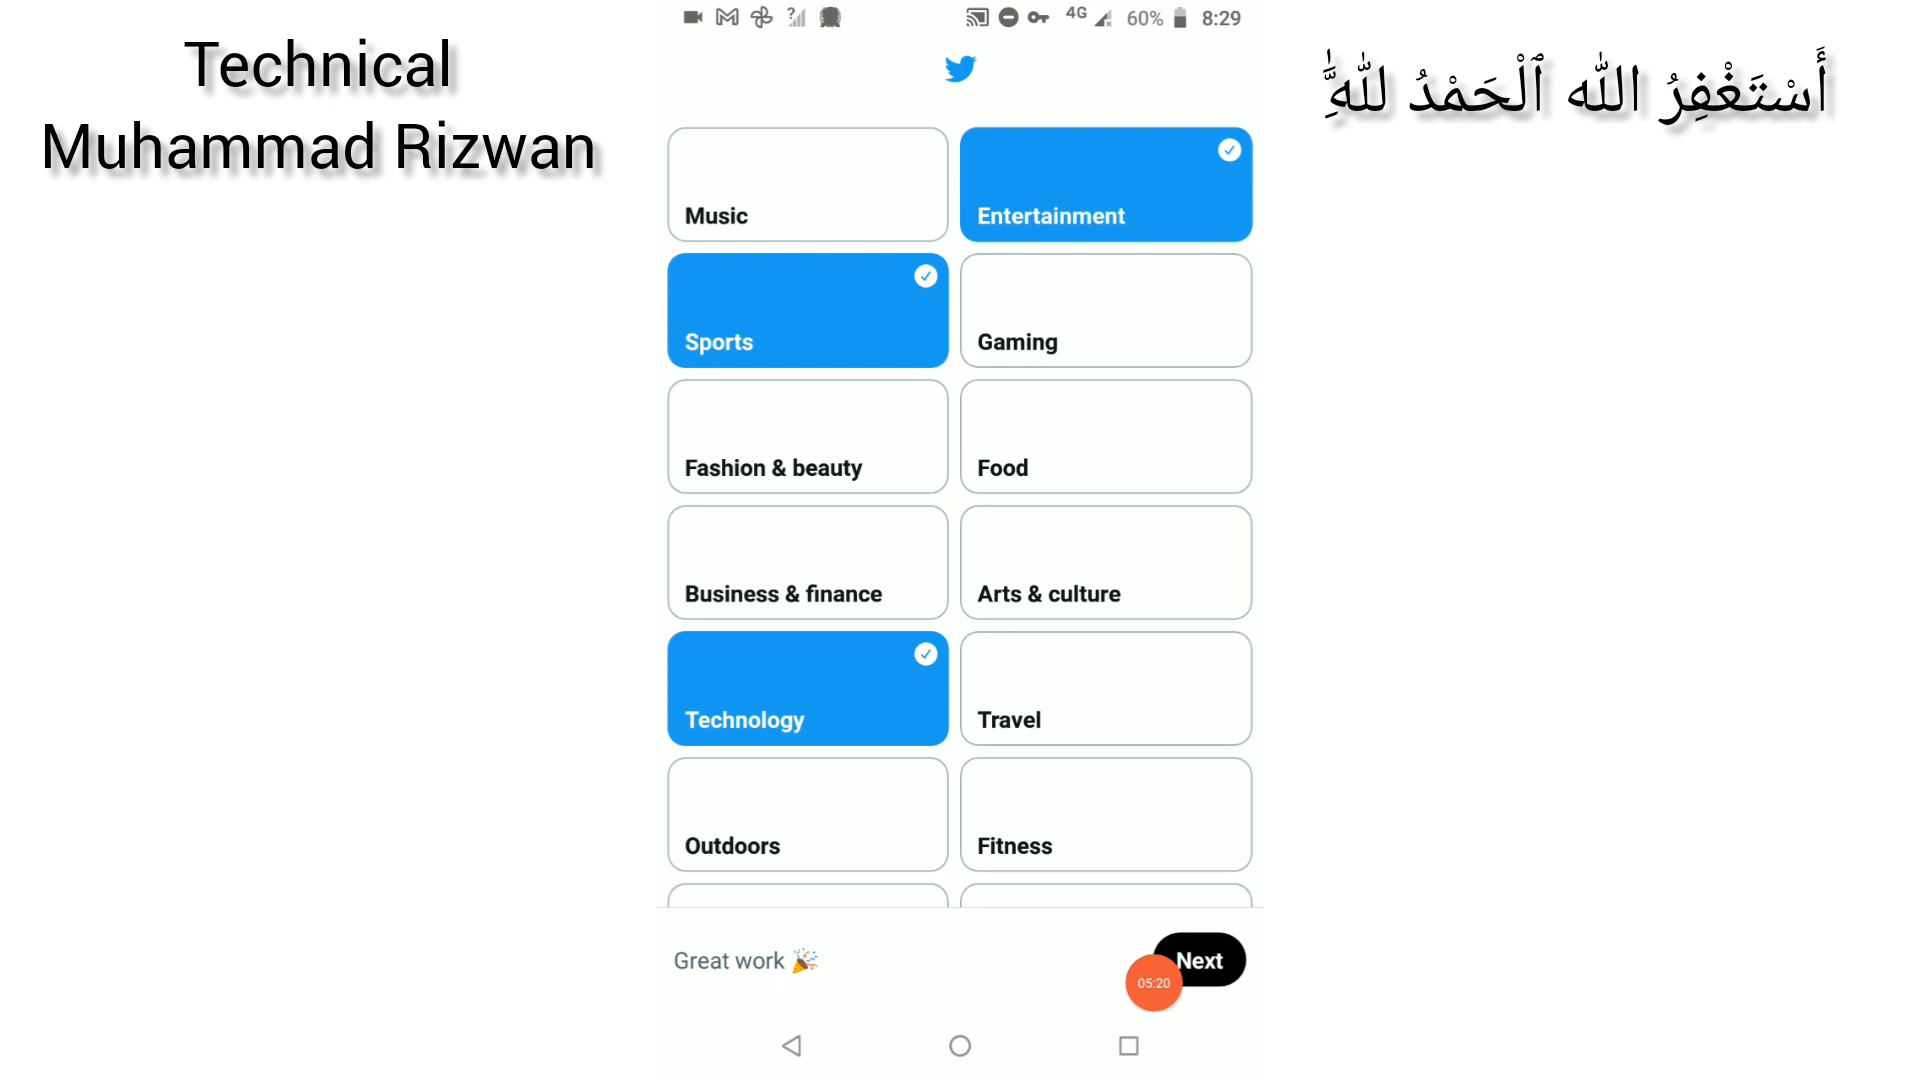 Technical
Muhammad Rizwan
أَسْتَغْفِرُ اللّٰه ٱلْحَمْدُ لِلّٰهِ
4G 60% 8:29
Music
Entertainment
Sports
Gaming
Fashion & beauty
Food
Business & finance
Arts & culture
Technology
Travel
Outdoors
Fitness
Great work 🎉
Next
05:20